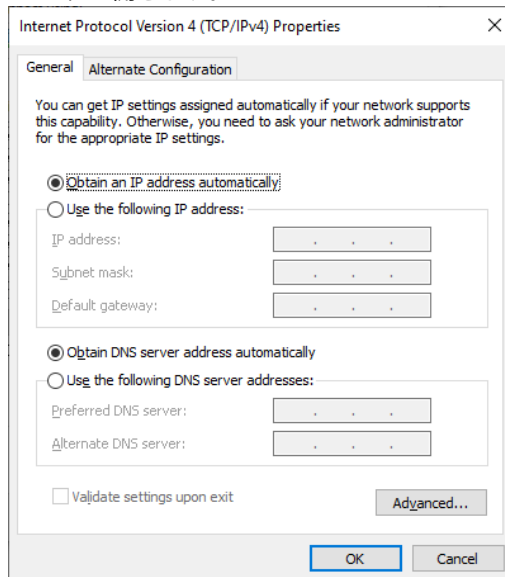 Internet Protocol Version 4 (TCP/IPv4) Properties
General
Alternate Configuration
You can get IP settings assigned automatically if your network supports
this capability. Otherwise, you need to ask your network administrator
for the appropriate IP settings.
Obtain an IP address automatically
Use the following IP address:
IP address:
Subnet mask:
Default gateway:
Obtain DNS server address automatically
Use the following DNS server addresses:
Preferred DNS server:
Alternate DNS server:
Validate settings upon exit
Advanced...
OK
Cancel